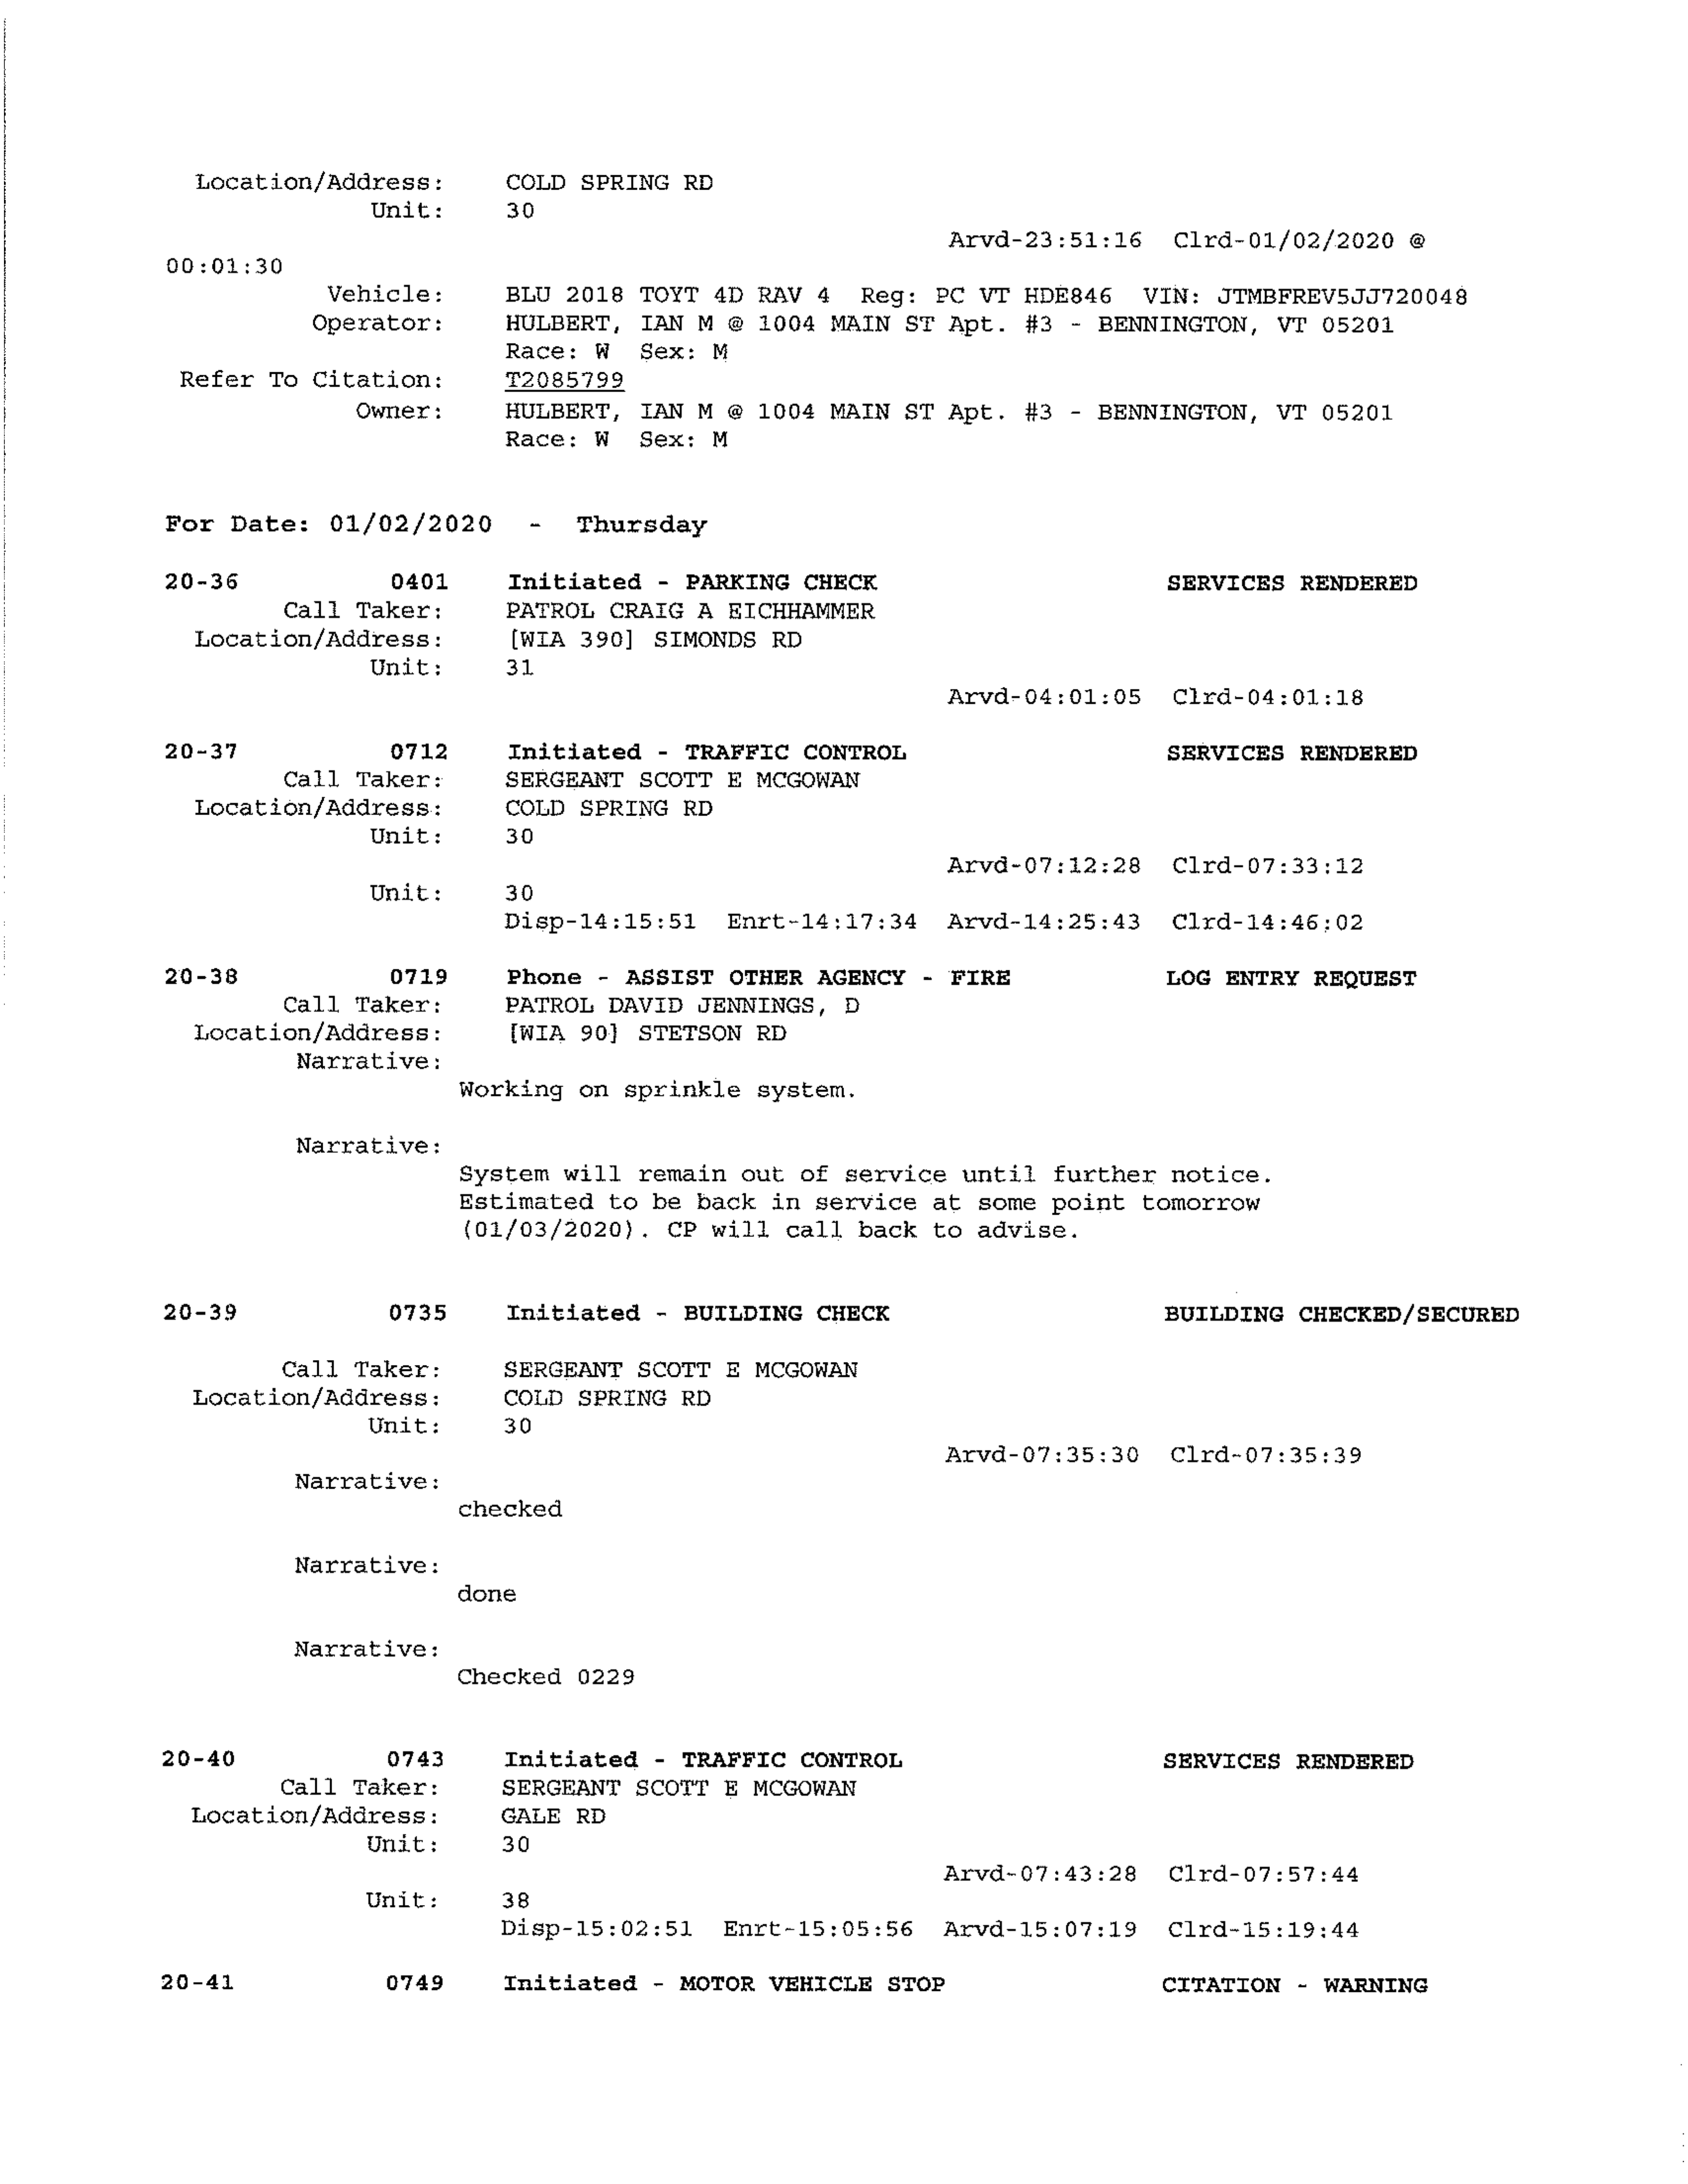 Location/Address: COLD SPRING RD
Unit: 30
Arvd-23:51:16 Clrd-01/02/2020 @
00:01:30
Vehicle: BLU 2018 TOYT 4D RAV 4 Reg: PC VT HDE846 VIN: JTMBFREV5JJ720048
Operator: HULBERT, IAN M @ 1004 MAIN ST Apt. #3 - BENNINGTON, VT 05201
Race: W Sex: M
Refer To Citation: T2085799
Owner: HULBERT, IAN M @ 1004 MAIN ST Apt. #3 - BENNINGTON, VT 05201
Race: W Sex: M
For Date: 01/02/2020 - Thursday
20-36 0401 Initiated - PARKING CHECK SERVICES RENDERED
Call Taker: PATROL CRAIG A EICHHAMMER
Location/Address: [WIA 390] SIMONDS RD
Unit: 31
Arvd-04:01:05 Clrd-04:01:18
20-37 0712 Initiated - TRAFFIC CONTROL SERVICES RENDERED
Call Taker: SERGEANT SCOTT E MCGOWAN
Location/Address: COLD SPRING RD
Unit: 30
Arvd-07:12:28 Clrd-07:33:12
Unit: 30
Disp-14:15:51 Enrt-14:17:34 Arvd-14:25:43 Clrd-14:46:02
20-38 0719 Phone - ASSIST OTHER AGENCY - FIRE LOG ENTRY REQUEST
Call Taker: PATROL DAVID JENNINGS, D
Location/Address: [WIA 90] STETSON RD
Narrative:
Working on sprinkle system.
Narrative:
System will remain out of service until further notice.
Estimated to be back in service at some point tomorrow
(01/03/2020). CP will call back to advise.
20-39 0735 Initiated - BUILDING CHECK BUILDING CHECKED/SECURED
Call Taker: SERGEANT SCOTT E MCGOWAN
Location/Address: COLD SPRING RD
Unit: 30
Arvd-07:35:30 Clrd-07:35:39
Narrative:
checked
Narrative:
done
Narrative:
Checked 0229
20-40 0743 Initiated - TRAFFIC CONTROL SERVICES RENDERED
Call Taker: SERGEANT SCOTT E MCGOWAN
Location/Address: GALE RD
Unit: 30
Arvd-07:43:28 Clrd-07:57:44
Unit: 38
Disp-15:02:51 Enrt-15:05:56 Arvd-15:07:19 Clrd-15:19:44
20-41 0749 Initiated - MOTOR VEHICLE STOP CITATION - WARNING